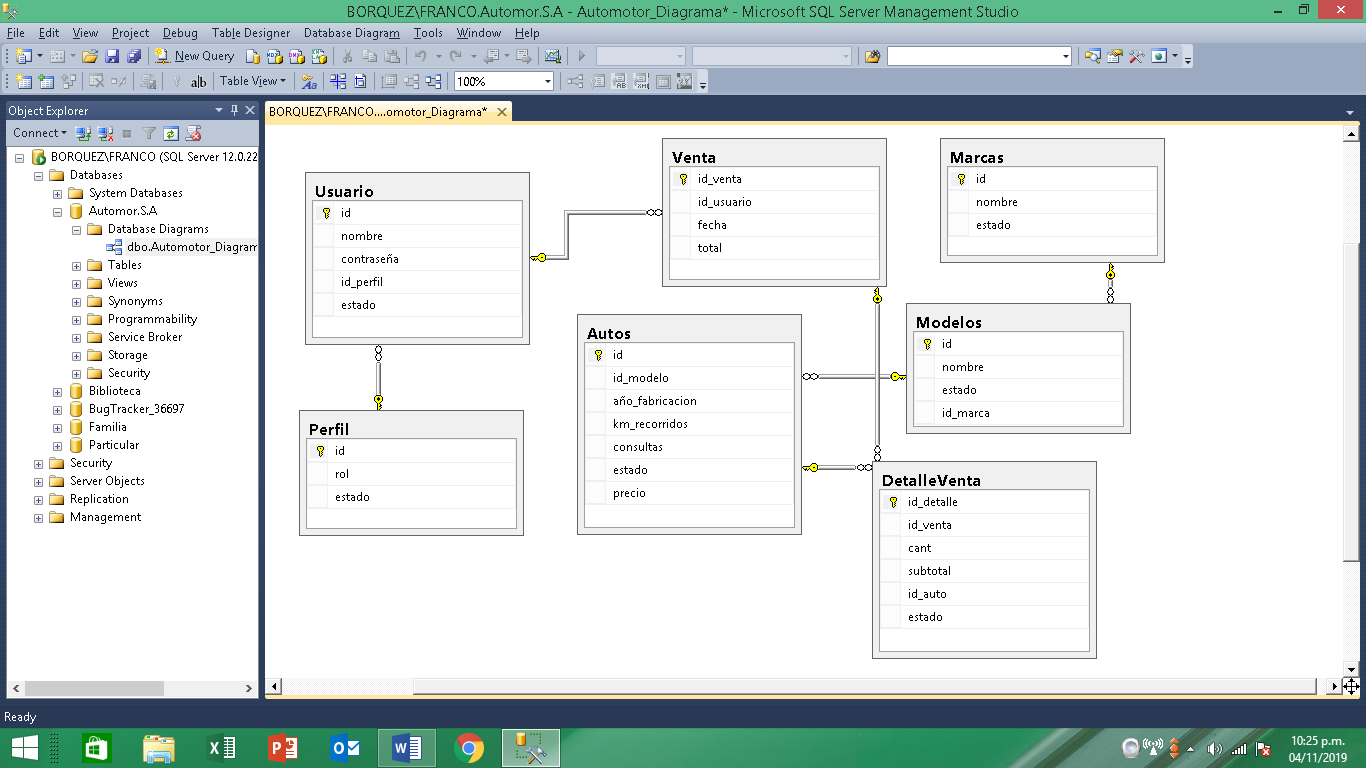 BORQUEZ\FRANCO.Automor.S.A - Automotor_Diagrama* - Microsoft SQL Server Management Studio
File Edit View Project Debug Table Designer Database Diagram Tools Window Help
New Query
ab Table View 100%
Object Explorer
Connect
BORQUEZ\FRANCO (SQL Server 12.0.22
Databases
System Databases
Automor.S.A
Database Diagrams
dbo.Automotor_Diagram
Tables
Views
Synonyms
Programmability
Service Broker
Storage
Security
Biblioteca
BugTracker_36697
Familia
Particular
Security
Server Objects
Replication
Management
BORQUEZ\FRANCO....omotor_Diagrama*
Usuario
id
nombre
contraseña
id_perfil
estado
Perfil
id
rol
estado
Venta
id_venta
id_usuario
fecha
total
Autos
id
id_modelo
año_fabricacion
km_recorridos
consultas
estado
precio
Marcas
id
nombre
estado
Modelos
id
nombre
estado
id_marca
DetalleVenta
id_detalle
id_venta
cant
subtotal
id_auto
estado
Ready
10:25 p.m.
04/11/2019